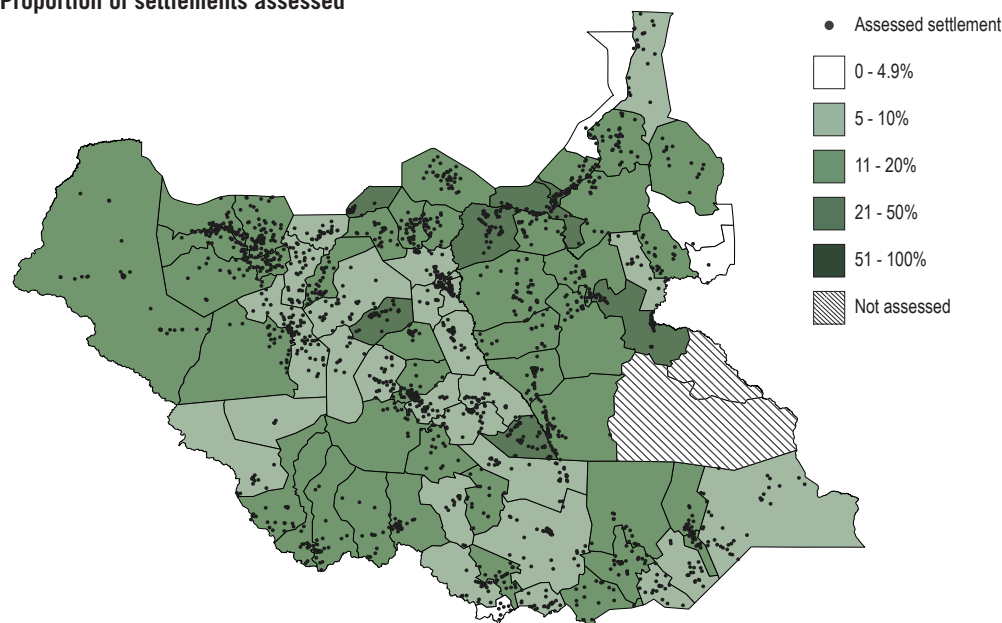 Proportion of settlements assessed
Assessed settlement
0 - 4.9%
5 - 10%
11 - 20%
21 - 50%
51 - 100%
Not assessed